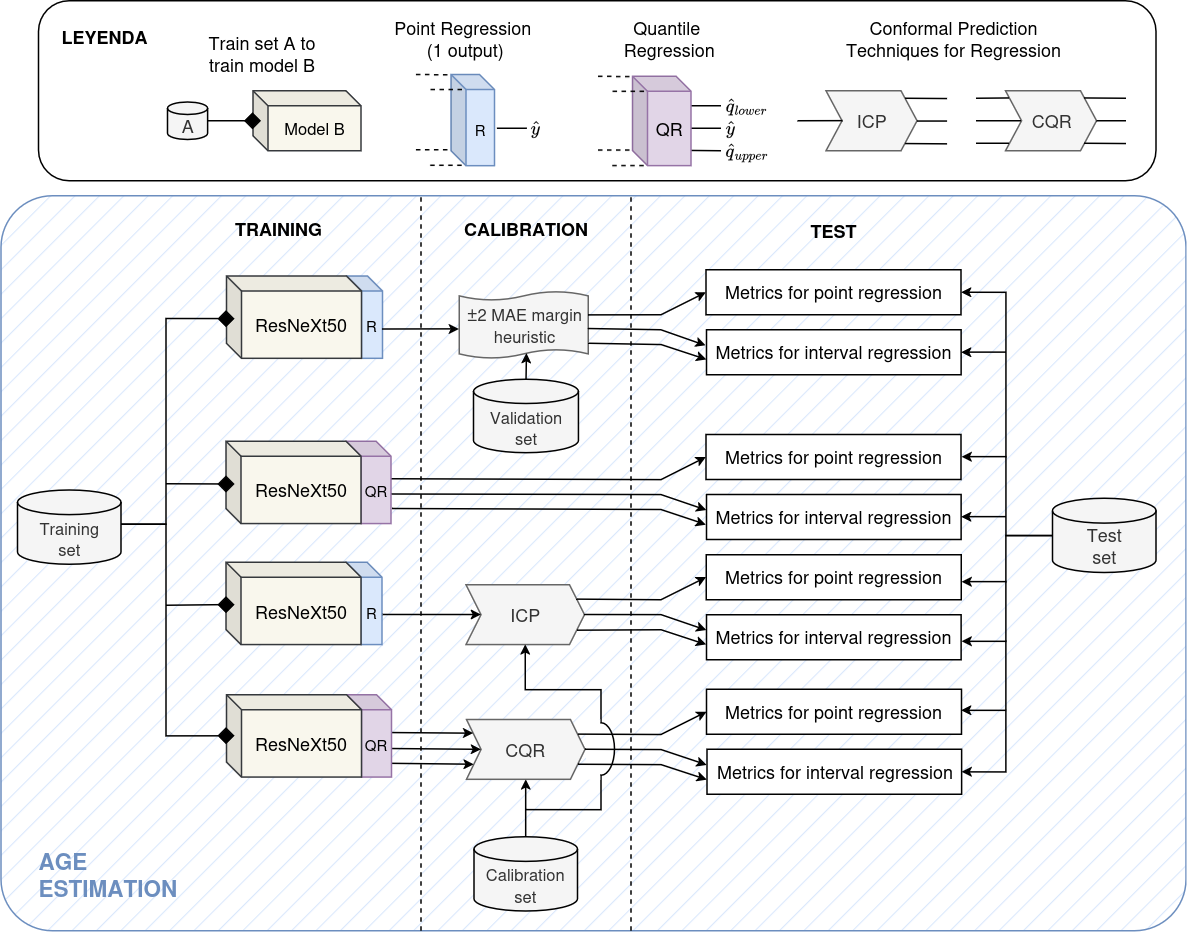 LEYENDA
Train set A to
train model B
A
Model B
Point Regression
(1 output)
R
ŷ
Quantile
Regression
QR
q̂lower
ŷ
q̂upper
Conformal Prediction
Techniques for Regression
ICP
CQR
TRAINING
CALIBRATION
TEST
ResNeXt50
R
±2 MAE margin
heuristic
Validation
set
Metrics for point regression
Metrics for interval regression
Training
set
ResNeXt50
QR
Metrics for point regression
Metrics for interval regression
Test
set
ResNeXt50
R
ICP
Metrics for point regression
Metrics for interval regression
ResNeXt50
QR
CQR
Metrics for point regression
Metrics for interval regression
Calibration
set
AGE
ESTIMATION